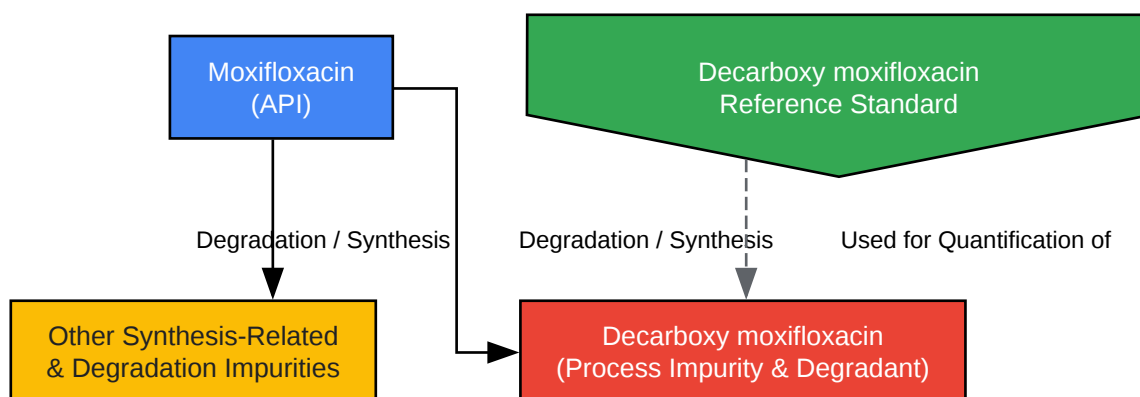 Moxifloxacin
(API)
Decarboxy moxifloxacin
Reference Standard
Degradation / Synthesis
Degradation / Synthesis
Used for Quantification of
Other Synthesis-Related
& Degradation Impurities
Decarboxy moxifloxacin
(Process Impurity & Degradant)